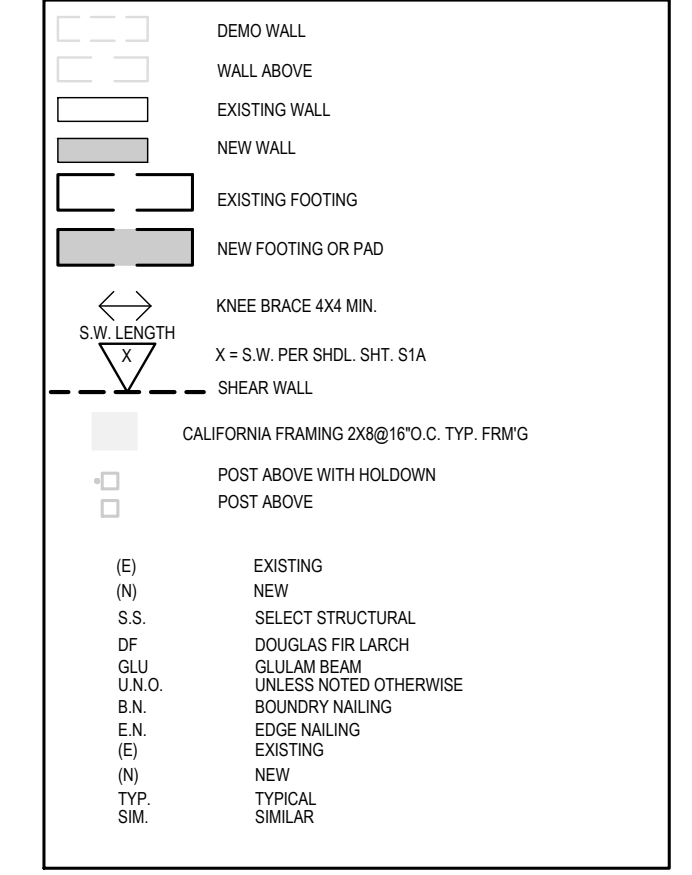 DEMO WALL
WALL ABOVE
EXISTING WALL
NEW WALL
EXISTING FOOTING
NEW FOOTING OR PAD
KNEE BRACE 4X4 MIN.
S.W. LENGTH
X X = S.W. PER SHDL. SHT. S1A
SHEAR WALL
CALIFORNIA FRAMING 2X8@16"O.C. TYP. FRM'G
POST ABOVE WITH HOLDOWN
POST ABOVE
(E) EXISTING
(N) NEW
S.S. SELECT STRUCTURAL
DF DOUGLAS FIR LARCH
GLU GLULAM BEAM
U.N.O. UNLESS NOTED OTHERWISE
B.N. BOUNDRY NAILING
E.N. EDGE NAILING
(E) EXISTING
(N) NEW
TYP. TYPICAL
SIM. SIMILAR